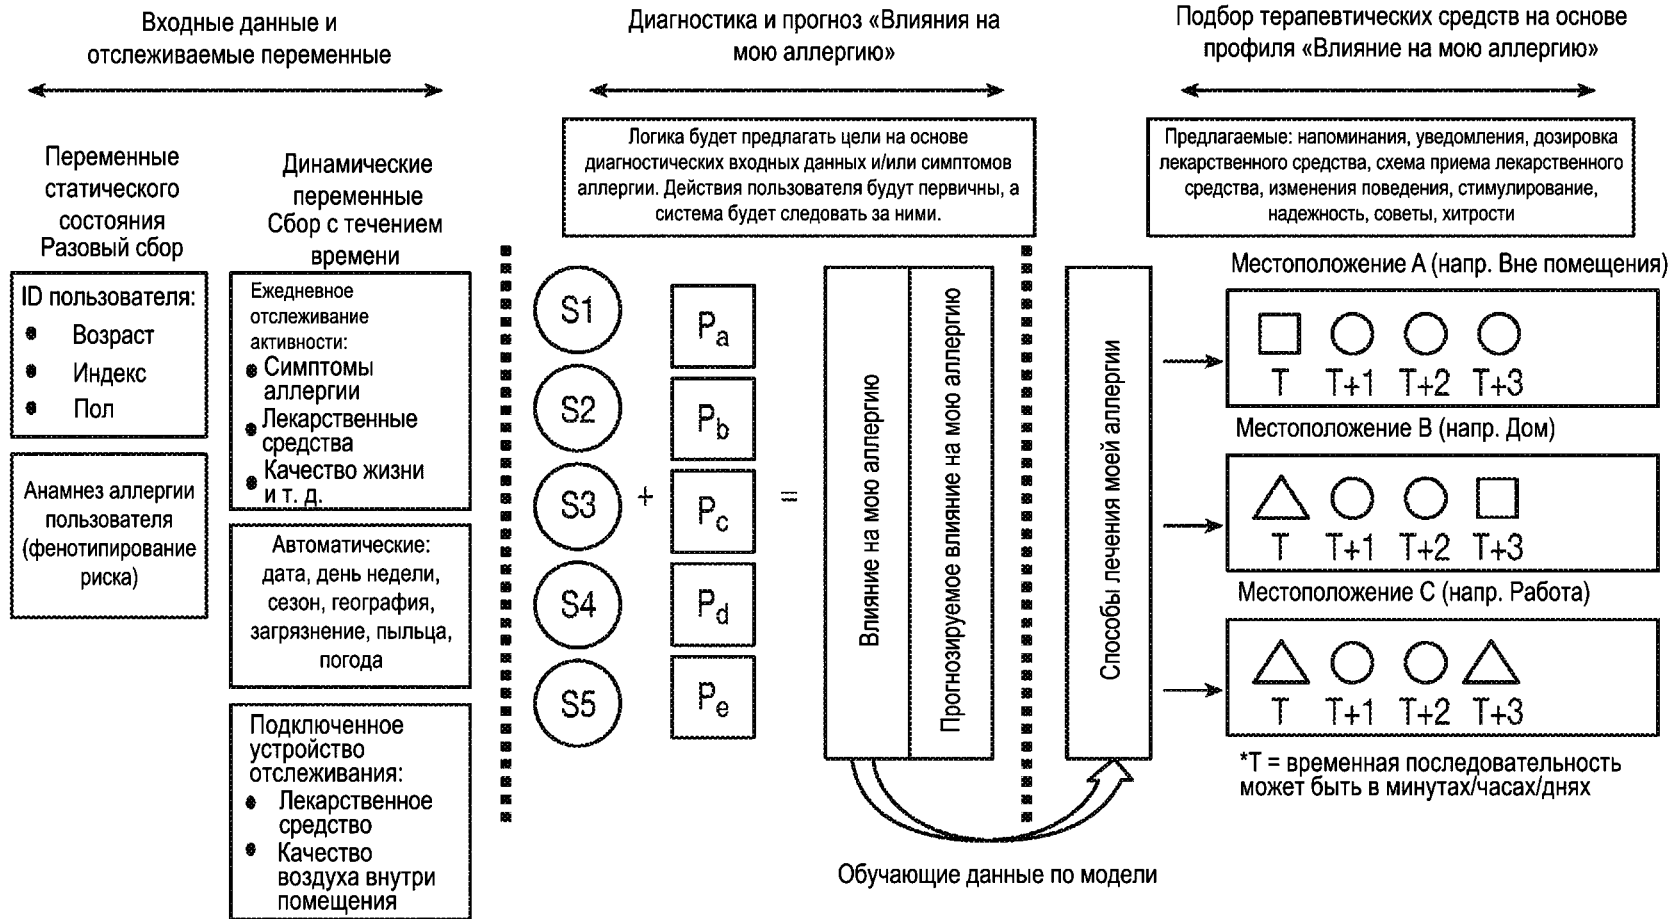 Входные данные и
отслеживаемые переменные
Переменные
статического
состояния
Разовый сбор
ID пользователя:
Возраст
Индекс
Пол
Анамнез аллергии
пользователя
(фенотипирование
риска)
Динамические
переменные
Сбор с течением
времени
Ежедневное
отслеживание
активности:
Симптомы
аллергии
Лекарственные
средства
Качество жизни
и т. д.
Автоматические:
дата, день недели,
сезон, география,
загрязнение, пыльца,
погода
Подключенное
устройство
отслеживания:
Лекарственное
средство
Качество
воздуха внутри
помещения
Диагностика и прогноз «Влияния на
мою аллергию»
Логика будет предлагать цели на основе
диагностических входных данных и/или симптомов
аллергии. Действия пользователя будут первичны, а
система будет следовать за ними.
S1
S2
S3
S4
S5
+
Pa
Pb
Pc
Pd
Pe
=
Влияние на мою аллергию
Прогнозируемое влияние на мою аллергию
Обучающие данные по модели
Подбор терапевтических средств на основе
профиля «Влияние на мою аллергию»
Предлагаемые: напоминания, уведомления, дозировка
лекарственного средства, схема приема лекарственного
средства, изменения поведения, стимулирование,
надежность, советы, хитрости
Способы лечения моей аллергии
Местоположение A (напр. Вне помещения)
T T+1 T+2 T+3
Местоположение B (напр. Дом)
T T+1 T+2 T+3
Местоположение C (напр. Работа)
T T+1 T+2 T+3
*T = временная последовательность
может быть в минутах/часах/днях